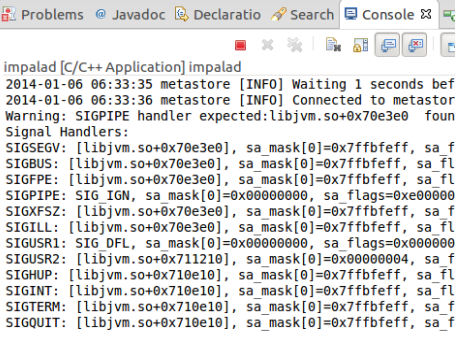 Problems @ Javadoc Declaratio Search Console
impalad [C/C++ Application] impalad
2014-01-06 06:33:35 metastore [INFO] Waiting 1 seconds bef
2014-01-06 06:33:36 metastore [INFO] Connected to metastor
Warning: SIGPIPE handler expected:libjvm.so+0x70e3e0  foun
Signal Handlers:
SIGSEGV: [libjvm.so+0x70e3e0], sa_mask[0]=0x7ffbfeff, sa_f
SIGBUS: [libjvm.so+0x70e3e0], sa_mask[0]=0x7ffbfeff, sa_fl
SIGFPE: [libjvm.so+0x70e3e0], sa_mask[0]=0x7ffbfeff, sa_fl
SIGPIPE: SIG_IGN, sa_mask[0]=0x00000000, sa_flags=0xe00000
SIGXFSZ: [libjvm.so+0x70e3e0], sa_mask[0]=0x7ffbfeff, sa_f
SIGILL: [libjvm.so+0x70e3e0], sa_mask[0]=0x7ffbfeff, sa_fl
SIGUSR1: SIG_DFL, sa_mask[0]=0x00000000, sa_flags=0x000000
SIGUSR2: [libjvm.so+0x711210], sa_mask[0]=0x00000004, sa_f
SIGHUP: [libjvm.so+0x710e10], sa_mask[0]=0x7ffbfeff, sa_fl
SIGINT: [libjvm.so+0x710e10], sa_mask[0]=0x7ffbfeff, sa_fl
SIGTERM: [libjvm.so+0x710e10], sa_mask[0]=0x7ffbfeff, sa_f
SIGQUIT: [libjvm.so+0x710e10], sa_mask[0]=0x7ffbfeff, sa_f